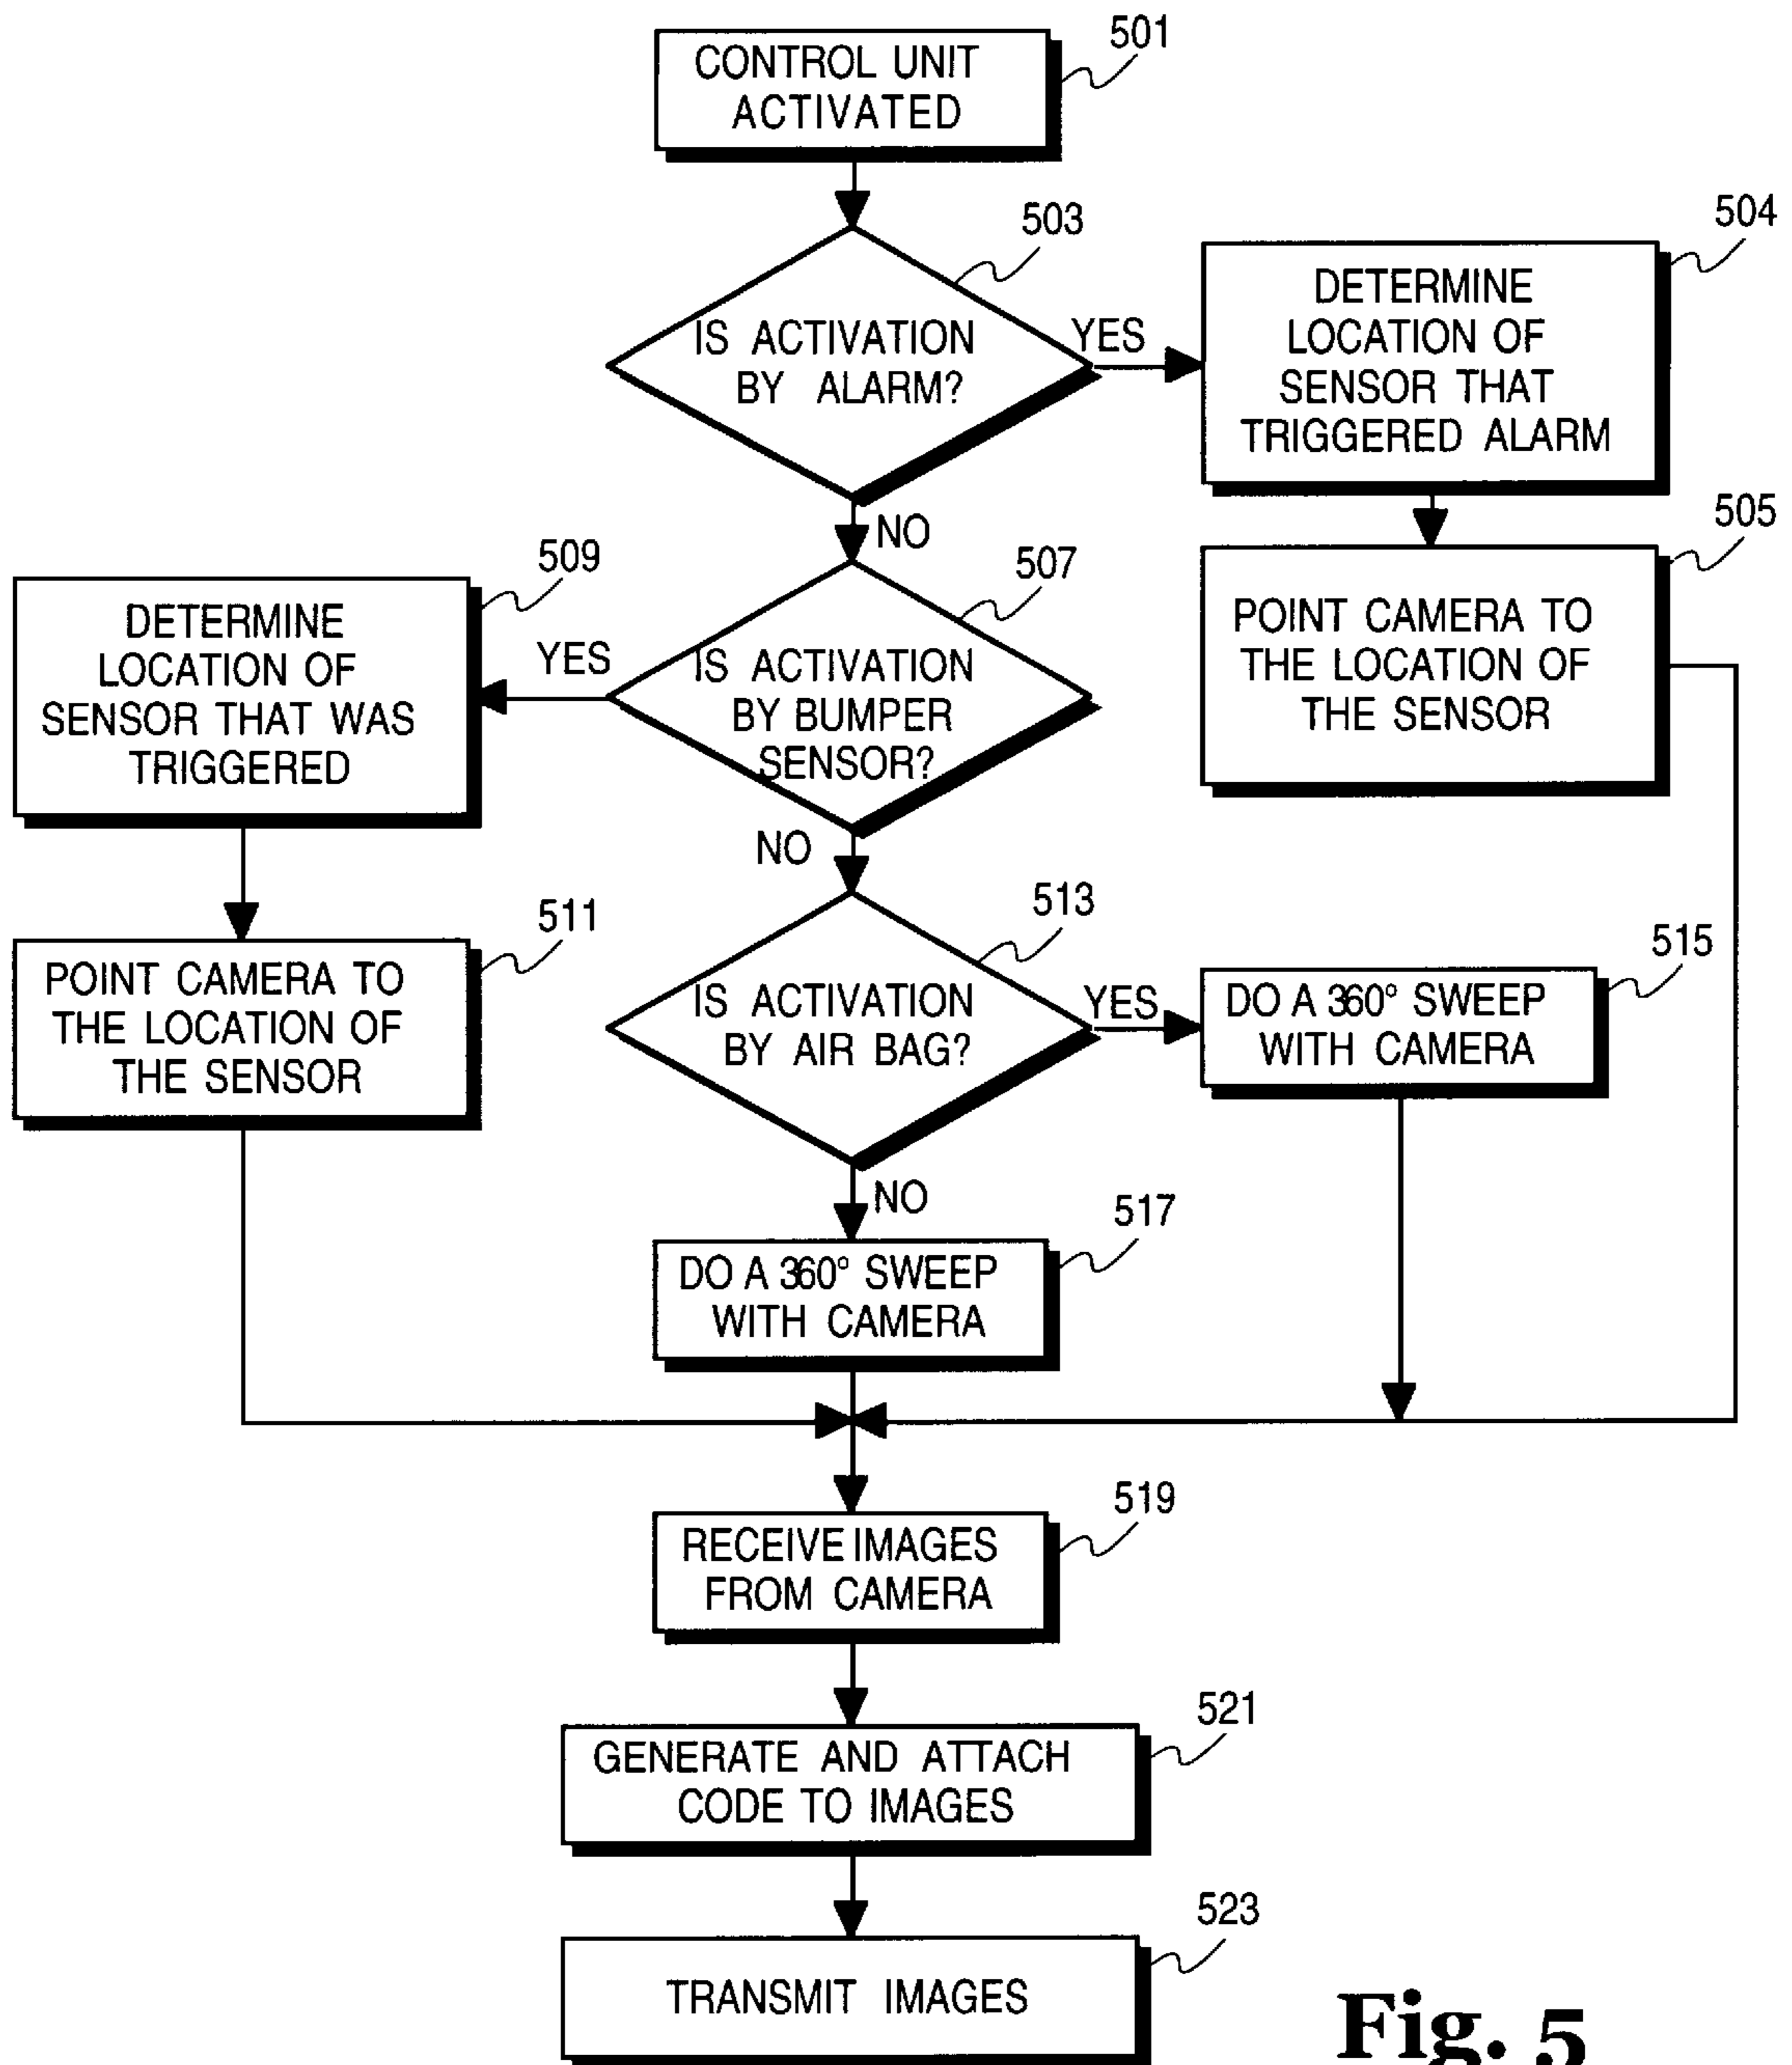 CONTROL UNIT
ACTIVATED
501
IS ACTIVATION
BY ALARM?
503
YES
DETERMINE
LOCATION OF
SENSOR THAT
TRIGGERED ALARM
504
NO
POINT CAMERA TO
THE LOCATION OF
THE SENSOR
505
IS ACTIVATION
BY BUMPER
SENSOR?
507
YES
DETERMINE
LOCATION OF
SENSOR THAT WAS
TRIGGERED
509
POINT CAMERA TO
THE LOCATION OF
THE SENSOR
511
NO
IS ACTIVATION
BY AIR BAG?
513
YES
DO A 360° SWEEP
WITH CAMERA
515
NO
DO A 360° SWEEP
WITH CAMERA
517
RECEIVE IMAGES
FROM CAMERA
519
GENERATE AND ATTACH
CODE TO IMAGES
521
TRANSMIT IMAGES
523
Fig. 5